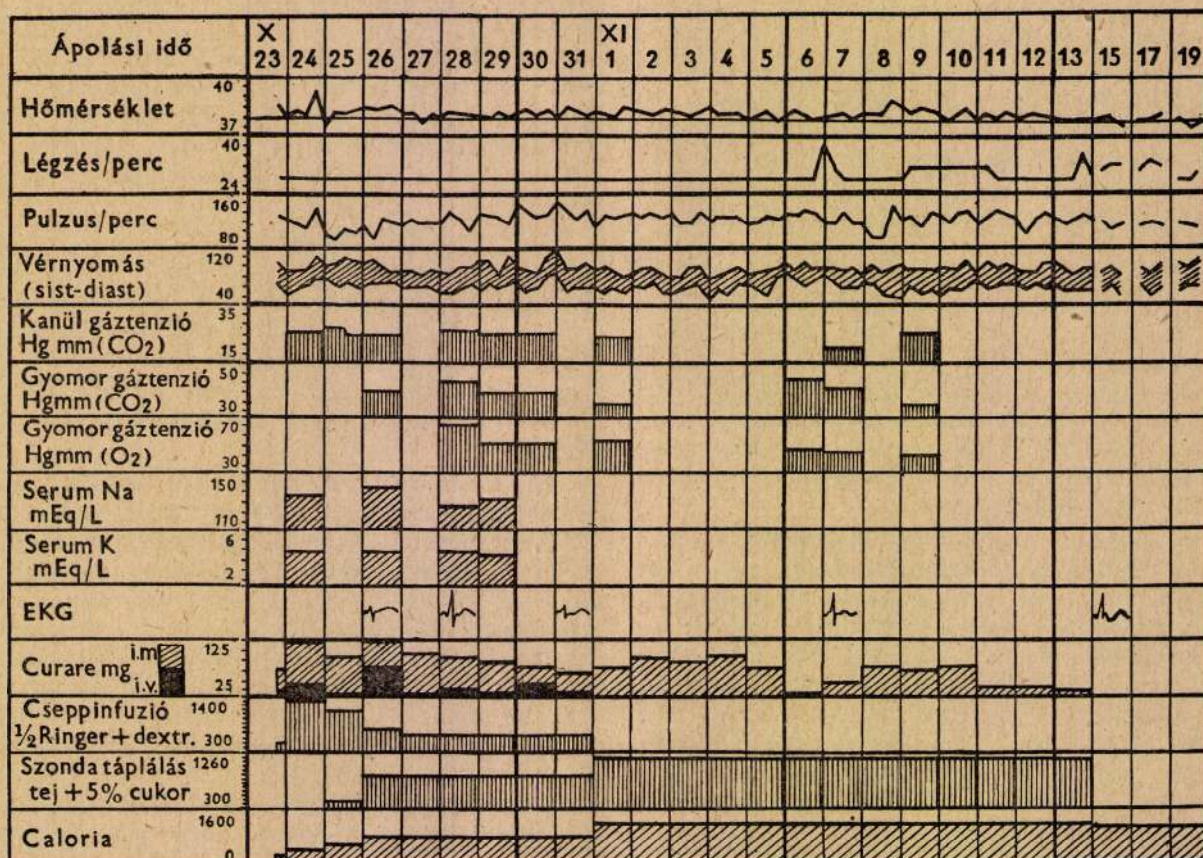 Ápolási idő X 23 24 25 26 27 28 29 30 31 XI 1 2 3 4 5 6 7 8 9 10 11 12 13 15 17 19
Hőmérséklet 40 37
Légzés/perc 40 24
Pulzus/perc 160 80
Vérnyomás 120
(sist-diast) 40
Kanül gáztenzió 35
Hg mm (CO₂) 15
Gyomor gáztenzió 50
Hgmm (CO₂) 30
Gyomor gáztenzió 70
Hgmm (O₂) 30
Serum Na 150
mEq/L 110
Serum K 6
mEq/L 2
EKG
Curare mg i.m 125
i.v. 25
Cseppinfuzió 1400
½Ringer+dextr. 300
Szonda táplálás 1260
tej+5% cukor 300
Caloria 1600
0